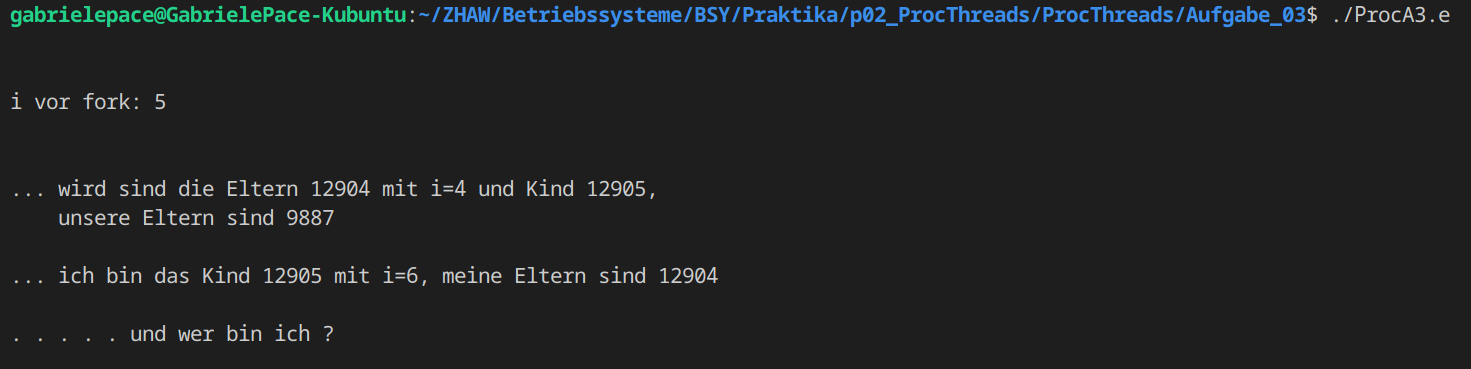 gabrielepace@GabrielePace-Kubuntu:~/ZHAW/Betriebssysteme/BSY/Praktika/p02_ProcThreads/ProcThreads/Aufgabe_03$ ./ProcA3.e
i vor fork: 5
... wird sind die Eltern 12904 mit i=4 und Kind 12905,
unsere Eltern sind 9887
... ich bin das Kind 12905 mit i=6, meine Eltern sind 12904
. . . . . und wer bin ich ?